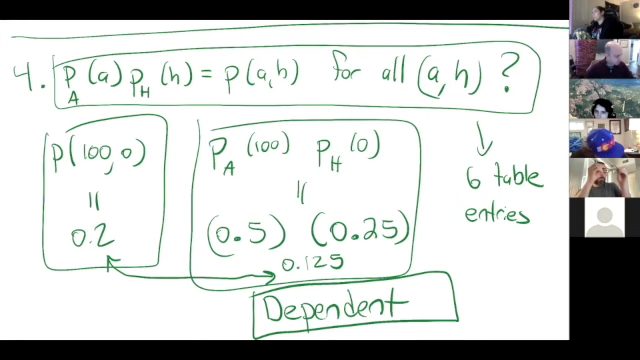 4. p_A(a) p_H(h) = p(a,h) for all (a,h) ?
p(100,0)
=
0.2
p_A(100) p_H(0)
=
(0.5) (0.25)
0.125
6 table
entries
Dependent